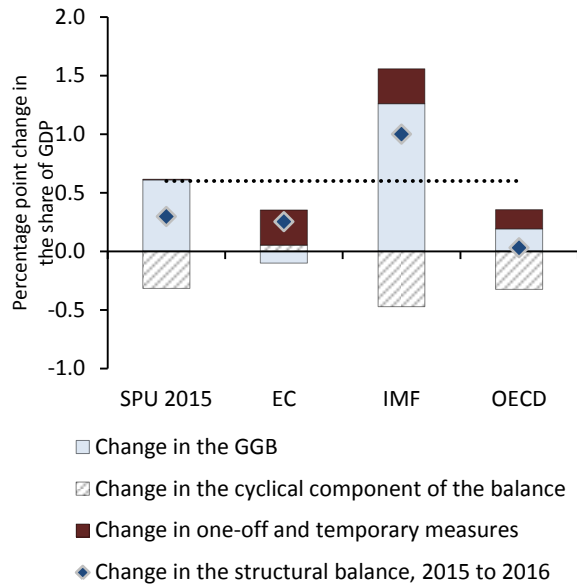 2.0
1.5
1.0
0.5
0.0
-0.5
-1.0
Percentage point change in
the share of GDP
SPU 2015 EC IMF OECD
Change in the GGB
Change in the cyclical component of the balance
Change in one-off and temporary measures
Change in the structural balance, 2015 to 2016